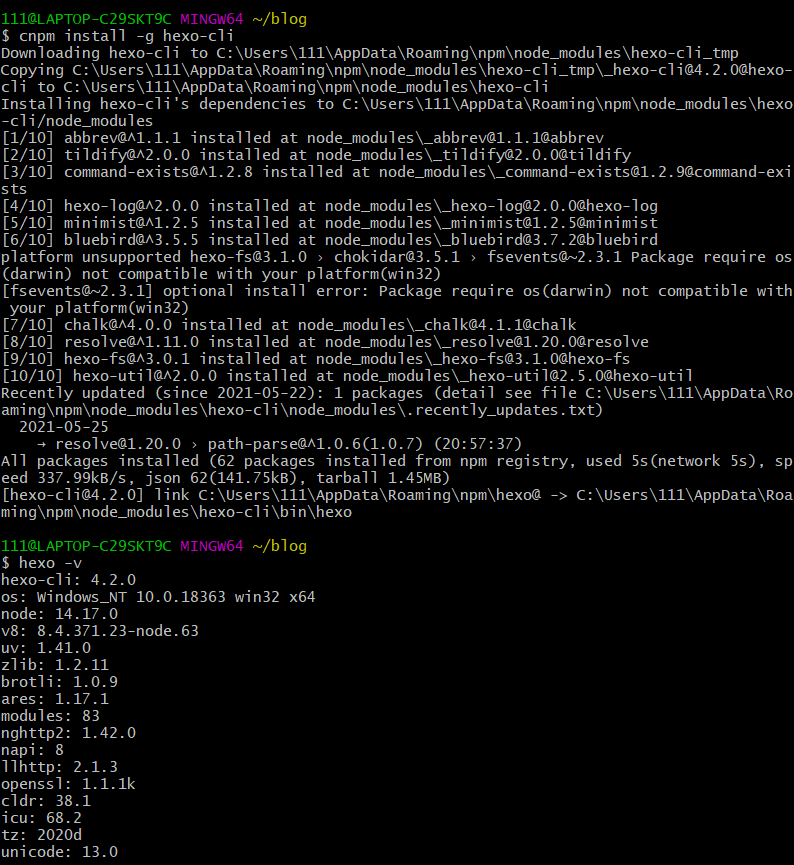 111@LAPTOP-C29SKT9C MINGW64 ~/blog
$ cnpm install -g hexo-cli
Downloading hexo-cli to C:\Users\111\AppData\Roaming\npm\node_modules\hexo-cli_tmp
Copying C:\Users\111\AppData\Roaming\npm\node_modules\hexo-cli_tmp\_hexo-cli@4.2.0@hexo-
cli to C:\Users\111\AppData\Roaming\npm\node_modules\hexo-cli
Installing hexo-cli's dependencies to C:\Users\111\AppData\Roaming\npm\node_modules\hexo
-cli/node_modules
[1/10] abbrev@^1.1.1 installed at node_modules\_abbrev@1.1.1@abbrev
[2/10] tildify@^2.0.0 installed at node_modules\_tildify@2.0.0@tildify
[3/10] command-exists@^1.2.8 installed at node_modules\_command-exists@1.2.9@command-exi
sts
[4/10] hexo-log@^2.0.0 installed at node_modules\_hexo-log@2.0.0@hexo-log
[5/10] minimist@^1.2.5 installed at node_modules\_minimist@1.2.5@minimist
[6/10] bluebird@^3.5.5 installed at node_modules\_bluebird@3.7.2@bluebird
platform unsupported hexo-fs@3.1.0 › chokidar@3.5.1 › fsevents@~2.3.1 Package require os
(darwin) not compatible with your platform(win32)
[fsevents@~2.3.1] optional install error: Package require os(darwin) not compatible with
 your platform(win32)
[7/10] chalk@^4.0.0 installed at node_modules\_chalk@4.1.1@chalk
[8/10] resolve@^1.11.0 installed at node_modules\_resolve@1.20.0@resolve
[9/10] hexo-fs@^3.0.1 installed at node_modules\_hexo-fs@3.1.0@hexo-fs
[10/10] hexo-util@^2.0.0 installed at node_modules\_hexo-util@2.5.0@hexo-util
Recently updated (since 2021-05-22): 1 packages (detail see file C:\Users\111\AppData\Ro
aming\npm\node_modules\hexo-cli\node_modules\.recently_updates.txt)
  2021-05-25
    → resolve@1.20.0 › path-parse@^1.0.6(1.0.7) (20:57:37)
All packages installed (62 packages installed from npm registry, used 5s(network 5s), sp
eed 337.99kB/s, json 62(141.75kB), tarball 1.45MB)
[hexo-cli@4.2.0] link C:\Users\111\AppData\Roaming\npm\hexo@ -> C:\Users\111\AppData\Roa
ming\npm\node_modules\hexo-cli\bin\hexo
111@LAPTOP-C29SKT9C MINGW64 ~/blog
$ hexo -v
hexo-cli: 4.2.0
os: Windows_NT 10.0.18363 win32 x64
node: 14.17.0
v8: 8.4.371.23-node.63
uv: 1.41.0
zlib: 1.2.11
brotli: 1.0.9
ares: 1.17.1
modules: 83
nghttp2: 1.42.0
napi: 8
llhttp: 2.1.3
openssl: 1.1.1k
cldr: 38.1
icu: 68.2
tz: 2020d
unicode: 13.0